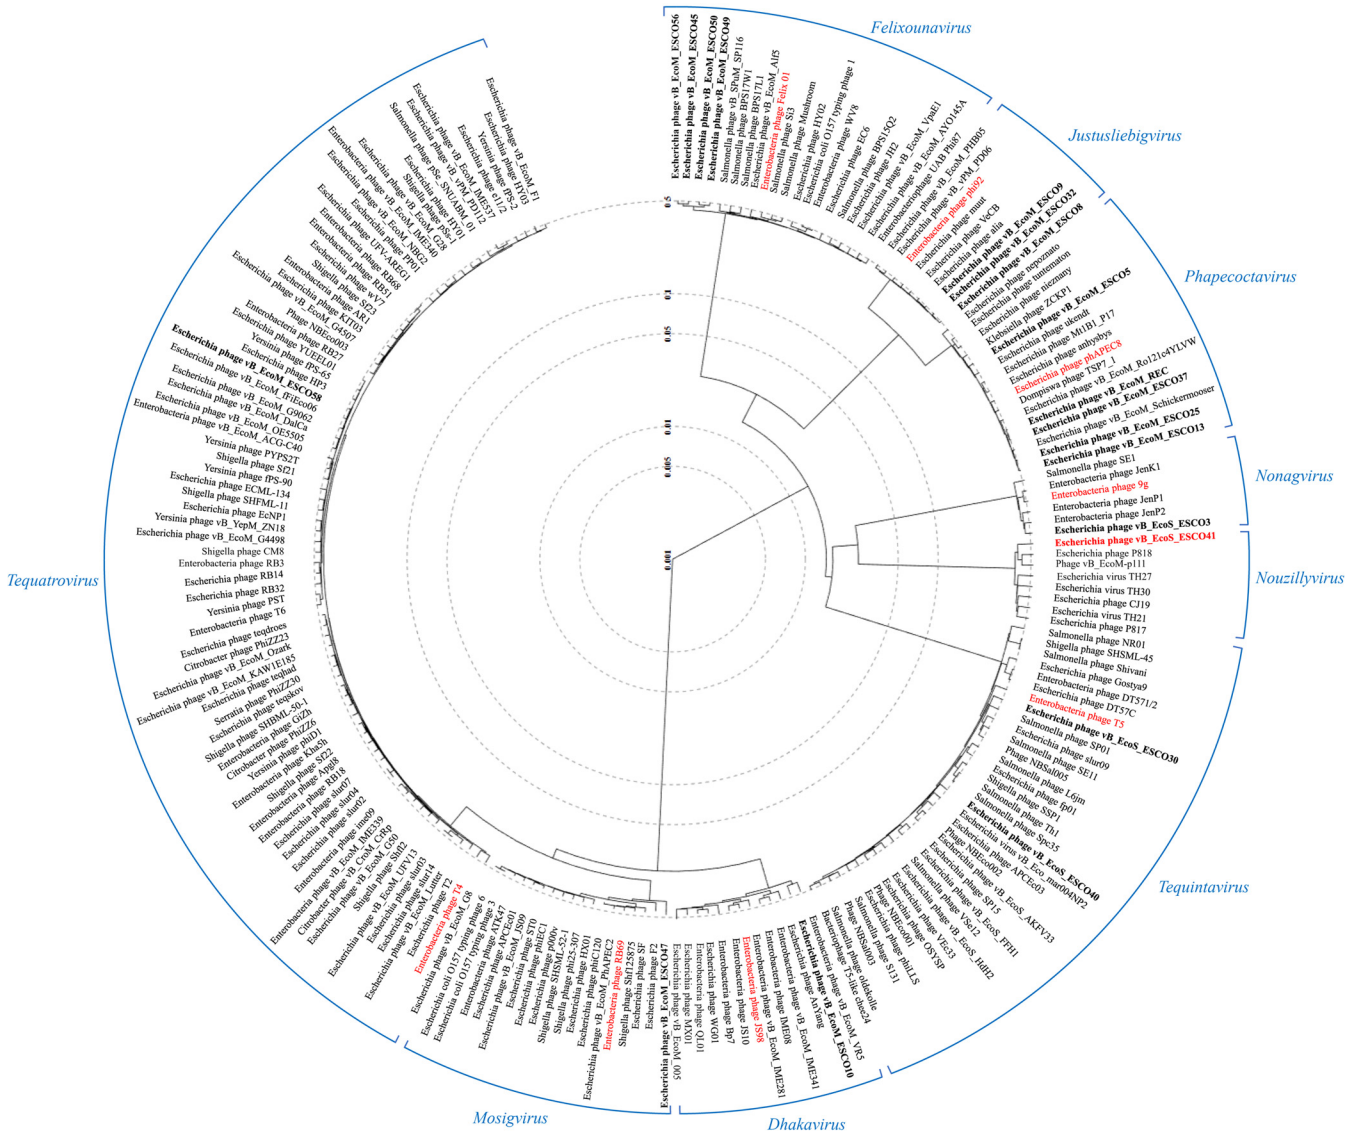 Felixounavirus
Escherichia phage vB_EcoM_ESCO56
Escherichia phage vB_EcoM_ESCO45
Escherichia phage vB_EcoM_ESCO50
Escherichia phage vB_EcoM_ESCO49
Salmonella phage vB_SPuM_SP116
Salmonella phage BPS17W1
Salmonella phage BPS17L1
Escherichia phage vB_EcoM_Alf5
Enterobacteria phage Felix 01
Salmonella phage Si3
Salmonella phage Mushroom
Escherichia phage HY02
Escherichia coli O157 typing phage 1
Enterobacteria phage WV8
Escherichia phage EC6
Salmonella phage BPS15Q2
Escherichia phage JH2
Escherichia phage vB_EcoM_VpaE1
Escherichia phage vB_EcoM_AYO145A
Enterobacteriophage UAB Phi87
Escherichia phage vB_EcoM_PHB05
Escherichia phage vB_vPM_PD06
Justusliebigvirus
Enterobacteria phage phi92
Escherichia phage muut
Escherichia phage VeCB
Escherichia phage alia
Escherichia phage vB_EcoM_ESCO9
Escherichia phage vB_EcoM_ESCO32
Escherichia phage vB_EcoM_ESCO8
Escherichia phage nepozmato
Escherichia phage tuntematon
Escherichia phage nieznany
Phapecoctavirus
Klebsiella phage ZCKP1
Escherichia phage vB_EcoM_ESCO5
Escherichia phage ukendt
Escherichia phage Mt1B1_P17
Escherichia phage anhysbys
Escherichia phage phAPEC8
Dompiswa phage TSP7_1
Escherichia phage vB_EcoM_Ro121c4YLVW
Escherichia phage vB_EcoM_REC
Escherichia phage vB_EcoM_ESCO37
Escherichia phage vB_EcoM_Schickermooser
Escherichia phage vB_EcoM_ESCO25
Escherichia phage vB_EcoM_ESCO13
Nonagvirus
Salmonella phage SE1
Enterobacteria phage JenK1
Enterobacteria phage 9g
Enterobacteria phage JenP1
Enterobacteria phage JenP2
Escherichia phage vB_EcoS_ESCO3
Nouzillyvirus
Escherichia phage vB_EcoS_ESCO41
Escherichia phage P818
Phage vB_EcoM-p111
Escherichia virus TH27
Escherichia virus TH30
Escherichia phage CJ19
Escherichia virus TH21
Escherichia phage P817
Tequintavirus
Salmonella phage NR01
Shigella phage SHSML-45
Salmonella phage Shivani
Escherichia phage Gostya9
Enterobacteria phage DT571/2
Escherichia phage DT57C
Enterobacteria phage T5
Escherichia phage vB_EcoS_ESCO30
Salmonella phage SP01
Escherichia phage slur09
Salmonella phage SE11
Phage NBSal005
Salmonella phage L6jm
Escherichia phage fp01
Shigella phage SSP1
Salmonella phage Th1
Salmonella phage Spc35
Escherichia phage vB_EcoS_ESCO40
Escherichia virus vB_Eco_mar004NP2
Escherichia phage APCEc03
Phage NBEco002
Escherichia phage vB_EcoS_AKFV33
Escherichia phage SP15
Escherichia phage vB_EcoS_FFH1
Salmonella phage VSe12
Escherichia phage vB_EcoS_HdH2
Escherichia phage VEc33
Escherichia phage OSYSP
Phage NBEco001
Escherichia phage phiLLS
Salmonella phage S131
Phage NBSal003
Salmonella phage oldekolle
Bacteriophage T5-like chee24
Dhakavirus
Enterobacteria phage vB_EcoM_VR5
Escherichia phage vB_EcoM_ESCO10
Escherichia phage AnYang
Enterobacteria phage vB_EcoM_IME341
Enterobacteria phage IME08
Enterobacteria phage vB_EcoM_IME281
Enterobacteria phage JS98
Enterobacteria phage JS10
Enterobacteria phage Bp7
Escherichia phage WG01
Enterobacteria phage QL01
Escherichia phage MX01
Escherichia phage vB_EcoM_005
Mosigvirus
Escherichia phage vB_EcoM_ESCO47
Escherichia phage F2
Escherichia phage SF
Shigella phage Shf125875
Enterobacteria phage RB69
Escherichia phage vB_EcoM_PhAPEC2
Escherichia phage phiC120
Escherichia phage HX01
Shigella phage phi25-307
Shigella phage SHSML-52-1
Escherichia phage p000v
Escherichia phage phiEC1
Escherichia phage ST0
Escherichia phage vB_EcoM_JS09
Escherichia phage APCEc01
Enterobacteria phage ATK47
Escherichia coli O157 typing phage 3
Escherichia coli O157 typing phage 6
Tequatrovirus
Escherichia phage vB_EcoM_G8
Enterobacteria phage T4
Escherichia phage T2
Escherichia phage vB_EcoM_Lutter
Escherichia phage slur14
Escherichia phage slur03
Escherichia phage vB_EcoM_UFV13
Shigella phage Shfl2
Escherichia phage vB_EcoM_G50
Citrobacter phage vB_CroM_CrRp
Enterobacteria phage vB_EcoM_IME339
Enterobacteria phage ime09
Escherichia phage slur02
Escherichia phage slur04
Escherichia phage slur07
Enterobacteria phage RB18
Enterobacteria phage Aplg8
Shigella phage Sf22
Enterobacteria phage Kha5h
Yersinia phage phiD1
Citrobacter phage PhiZZ6
Enterobacteria phage GiZh
Shigella phage SHBML-50-1
Escherichia phage teqskov
Serratia phage PhiZZ30
Escherichia phage teqhad
Escherichia phage vB_EcoM_KAW1E185
Escherichia phage vB_EcoM_Ozark
Citrobacter phage PhiZZ23
Escherichia phage teqdroes
Enterobacteria phage T6
Yersinia phage PST
Escherichia phage RB32
Escherichia phage RB14
Enterobacteria phage RB3
Shigella phage CM8
Escherichia phage vB_EcoM_G4498
Yersinia phage vB_YepM_ZN18
Escherichia phage EcNP1
Shigella phage SHFML-11
Escherichia phage ECML-134
Yersinia phage fPS-90
Shigella phage Sf21
Yersinia phage PYPS2T
Enterobacteria phage vB_EcoM_ACG-C40
Escherichia phage vB_EcoM_OE5505
Escherichia phage vB_EcoM_DalCa
Escherichia phage vB_EcoM_G9062
Escherichia phage vB_EcoM_fFiEco06
Escherichia phage vB_EcoM_ESCO58
Escherichia phage HP3
Yersinia phage fPS-65
Escherichia phage YUEEL01
Enterobacteria phage RB27
Phage NBEco003
Escherichia phage vB_EcoM_G4507
Escherichia phage KIT03
Enterobacteria phage AR1
Shigella phage Sf23
Escherichia phage wV7
Enterobacteria phage RB51
Enterobacteria phage RB68
Escherichia phage UFV-AREG1
Escherichia phage PP01
Escherichia phage vB_EcoM_NBG2
Enterobacteria phage vB_EcoM_IME340
Escherichia phage vB_EcoM_G28
Shigella phage pSs-1
Escherichia phage HY01
Salmonella phage pSe_SNUABM_01
Escherichia phage vB_vPM_PD112
Escherichia phage vB_EcoM_IME537
Escherichia phage e11/2
Yersinia phage fPS-2
Escherichia phage HY03
Escherichia phage vB_EcoM_F1
0.5
0.1
0.05
0.01
0.005
0.001